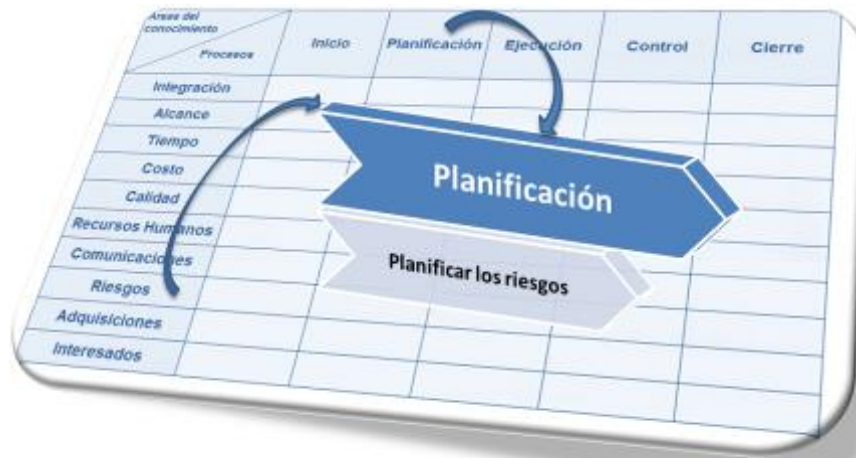 Áreas del
conocimiento
Procesos
Inicio
Planificación
Ejecución
Control
Cierre
Integración
Alcance
Tiempo
Costo
Calidad
Recursos Humanos
Comunicaciones
Riesgos
Adquisiciones
Interesados
Planificación
Planificar los riesgos